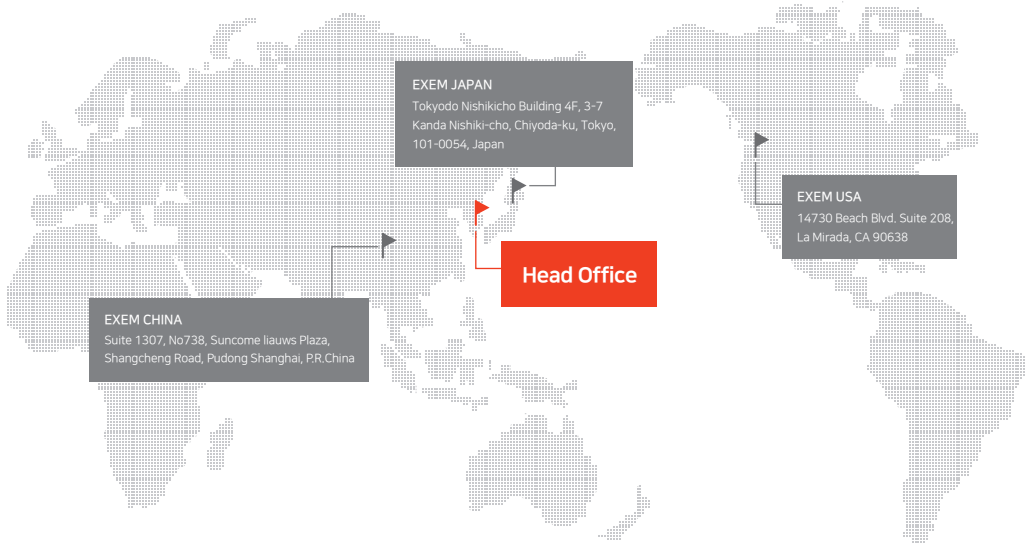 EXEM JAPAN
Tokyodo Nishikicho Building 4F, 3-7
Kanda Nishiki-cho, Chiyoda-ku, Tokyo,
101-0054, Japan
EXEM USA
14730 Beach Blvd. Suite 208,
La Mirada, CA 90638
Head Office
EXEM CHINA
Suite 1307, No738, Suncome liauws Plaza,
Shangcheng Road, Pudong Shanghai, P.R.China